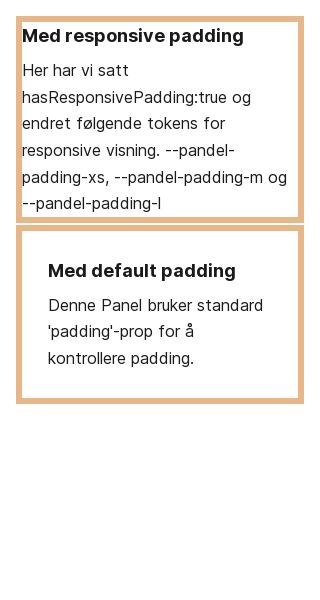 Med responsive padding
Her har vi satt
hasResponsivePadding:true og
endret følgende tokens for
responsive visning. --pandel-
padding-xs, --pandel-padding-m og
--pandel-padding-l
Med default padding
Denne Panel bruker standard
'padding'-prop for å
kontrollere padding.